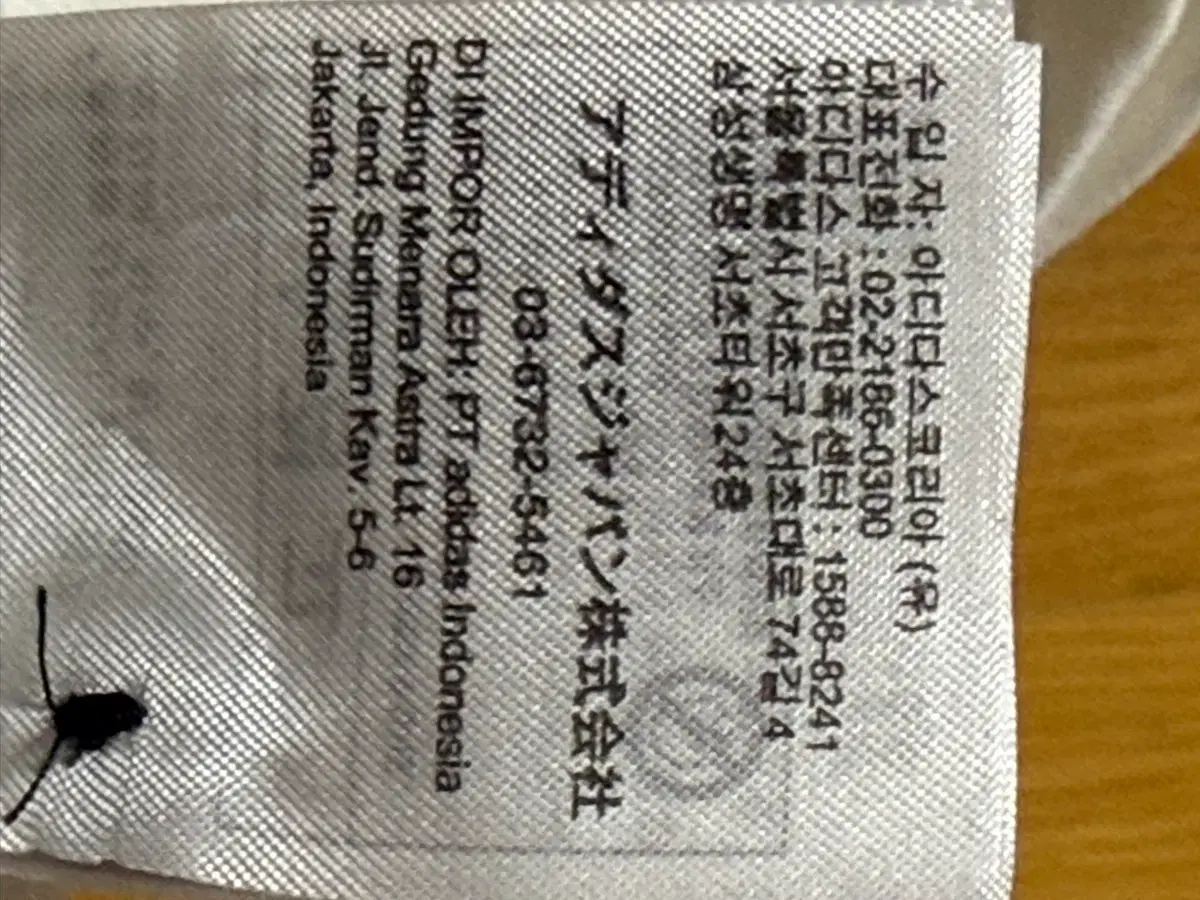 수 입 자: 아디다스코리아 (유)
대표전화 : 02-2186-0300
아디다스 고객만족센터 : 1588-8241
서울특별시 서초구 서초대로 74길 4
삼성생명 서초타워 24층
アディダスジャパン株式会社
03-6732-5461
DI IMPOR OLEH: PT adidas Indonesia
Gedung Menara Astra Lt. 16
Jl. Jend. Sudirman Kav. 5-6
Jakarta, Indonesia